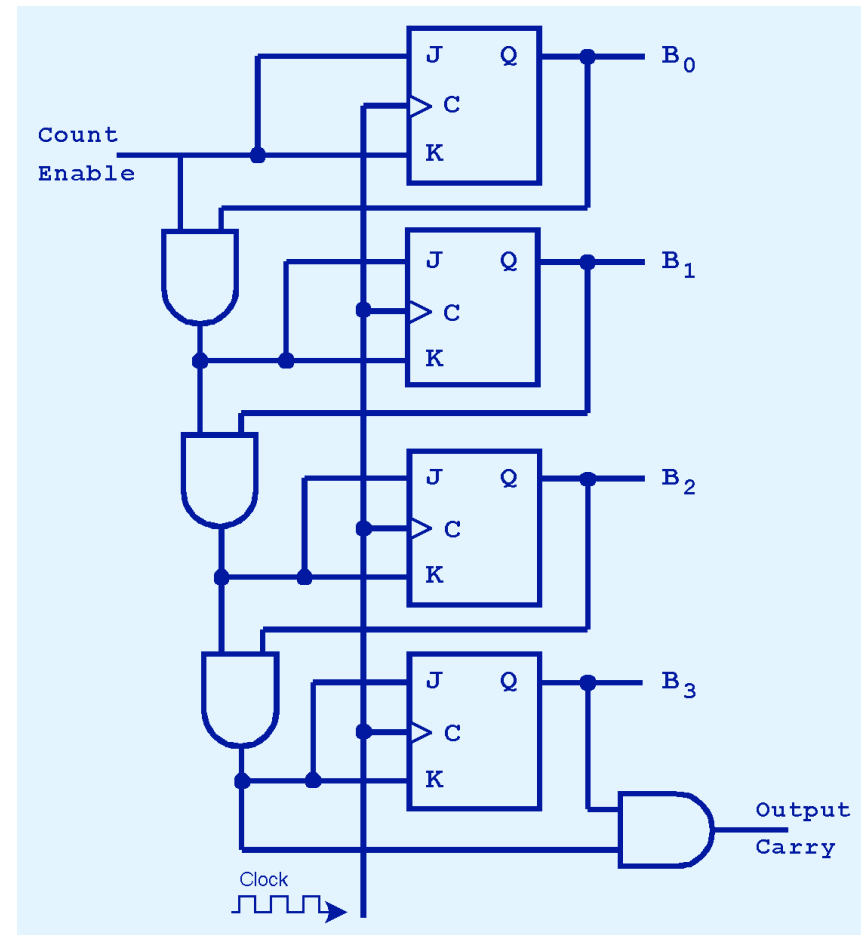 J Q B0
C
Count
Enable
K
J Q B1
C
K
J Q B2
C
K
J Q B3
C
K
Output
Carry
Clock